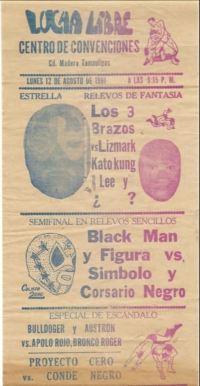 LUCHA LIBRE
CENTRO DE CONVENCIONES
Cd. Madero Tamaulipas
LUNES 12 DE AGOSTO DE 1991 A LAS 9:15 P. M.
ESTRELLA RELEVOS DE FANTASIA
Los 3
Brazos
vs Lizmark
Kato kung
Lee y
¿ ?
SEMIFINAL EN RELEVOS SENCILLOS
Black Man
y Figura vs.
Simbolo y
Corsario Negro
ESPECIAL DE ESCANDALO
BULLDOGER Y AUSTRON
vs. APOLO ROJO, BRONCO ROGER
PROYECTO CERO
vs CONDE NEGRO